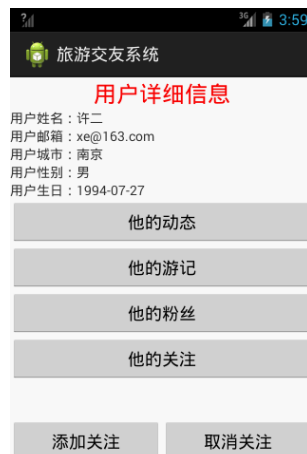 3G 3:59
旅游交友系统
用户详细信息
用户姓名：许二
用户邮箱：xe@163.com
用户城市：南京
用户性别：男
用户生日：1994-07-27
他的动态
他的游记
他的粉丝
他的关注
添加关注 取消关注